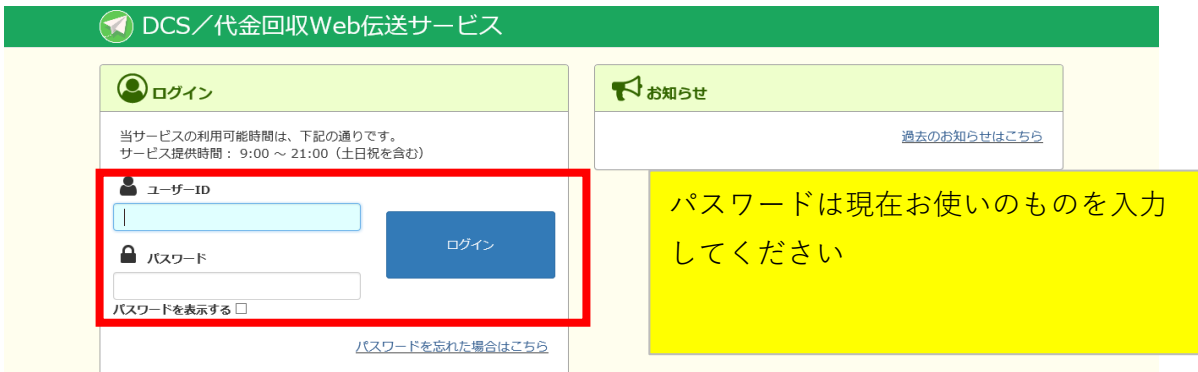 DCS／代金回収Web伝送サービス
ログイン
当サービスの利用可能時間は、下記の通りです。
サービス提供時間： 9:00 ～ 21:00（土日祝を含む）
ユーザーID
パスワード
ログイン
パスワードを表示する
パスワードを忘れた場合はこちら
お知らせ
過去のお知らせはこちら
パスワードは現在お使いのものを入力
してください